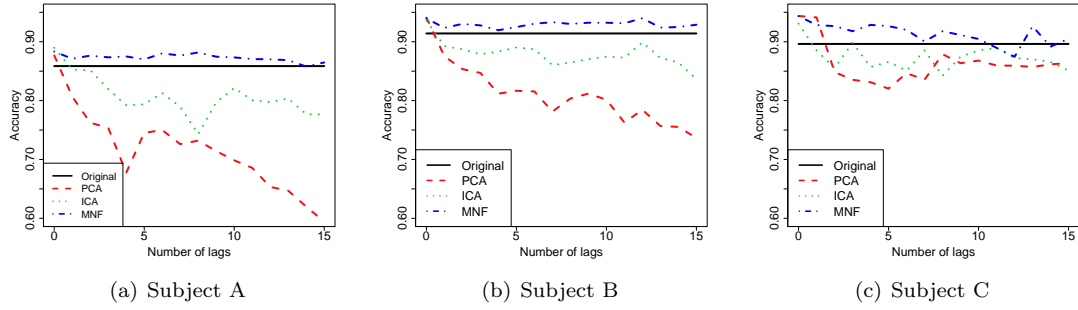 0.60 0.70 0.80 0.90
Accuracy
Original
PCA
ICA
MNF
0 5 10 15
Number of lags
(a) Subject A
0.60 0.70 0.80 0.90
Accuracy
Original
PCA
ICA
MNF
0 5 10 15
Number of lags
(b) Subject B
0.60 0.70 0.80 0.90
Accuracy
Original
PCA
ICA
MNF
0 5 10 15
Number of lags
(c) Subject C